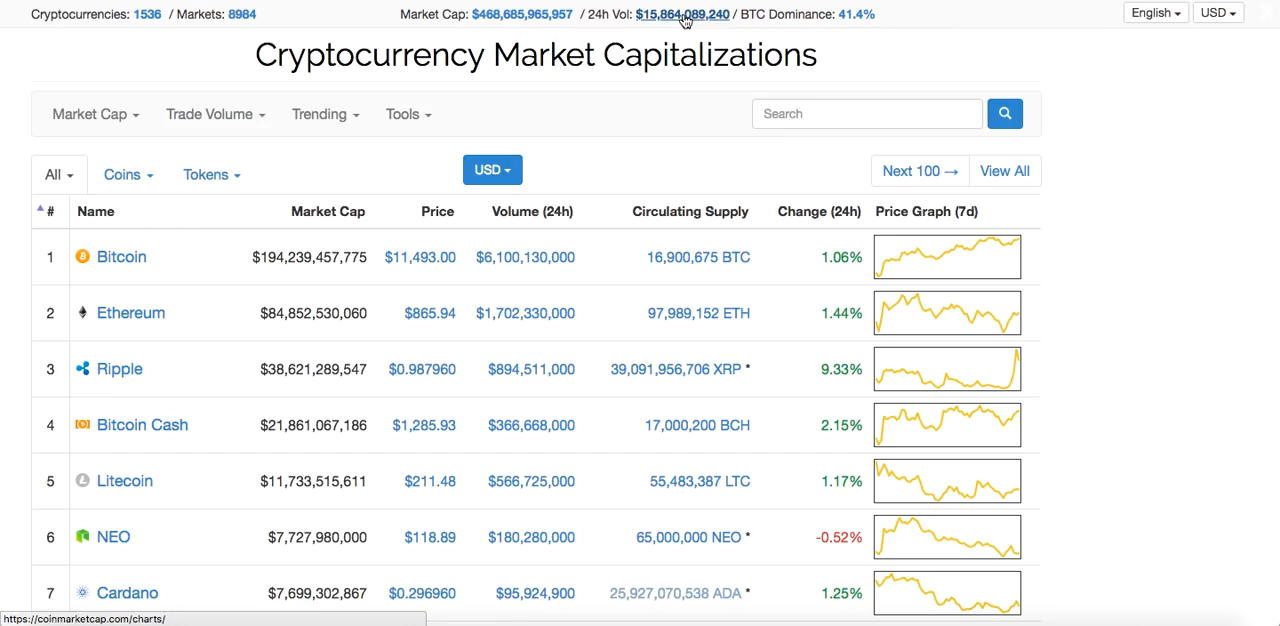 Cryptocurrencies: 1536 / Markets: 8984 Market Cap: $468,685,965,957 / 24h Vol: $15,864,089,240 / BTC Dominance: 41.4% English USD
Cryptocurrency Market Capitalizations
Market Cap Trade Volume Trending Tools Search
All Coins Tokens USD Next 100 → View All
# Name Market Cap Price Volume (24h) Circulating Supply Change (24h) Price Graph (7d)
1 Bitcoin $194,239,457,775 $11,493.00 $6,100,130,000 16,900,675 BTC 1.06%
2 Ethereum $84,852,530,060 $865.94 $1,702,330,000 97,989,152 ETH 1.44%
3 Ripple $38,621,289,547 $0.987960 $894,511,000 39,091,956,706 XRP * 9.33%
4 Bitcoin Cash $21,861,067,186 $1,285.93 $366,668,000 17,000,200 BCH 2.15%
5 Litecoin $11,733,515,611 $211.48 $566,725,000 55,483,387 LTC 1.17%
6 NEO $7,727,980,000 $118.89 $180,280,000 65,000,000 NEO * -0.52%
7 Cardano $7,699,302,867 $0.296960 $95,924,900 25,927,070,538 ADA * 1.25%
https://coinmarketcap.com/charts/